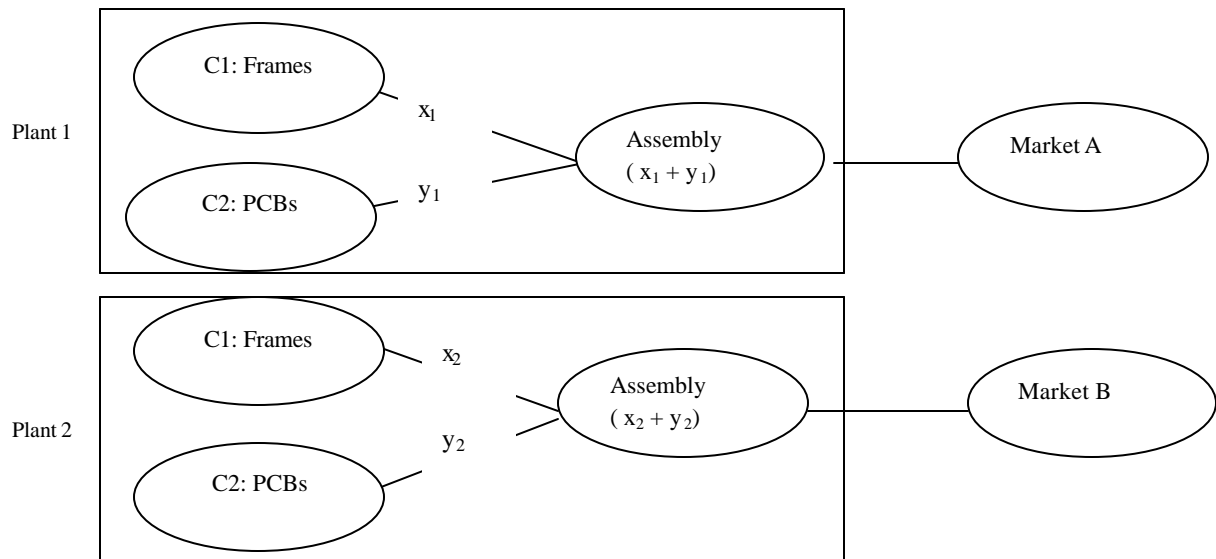 C1: Frames
x₁
Plant 1
Assembly
( x₁ + y₁)
Market A
y₁
C2: PCBs
C1: Frames
x₂
Assembly
( x₂ + y₂)
Market B
Plant 2
y₂
C2: PCBs